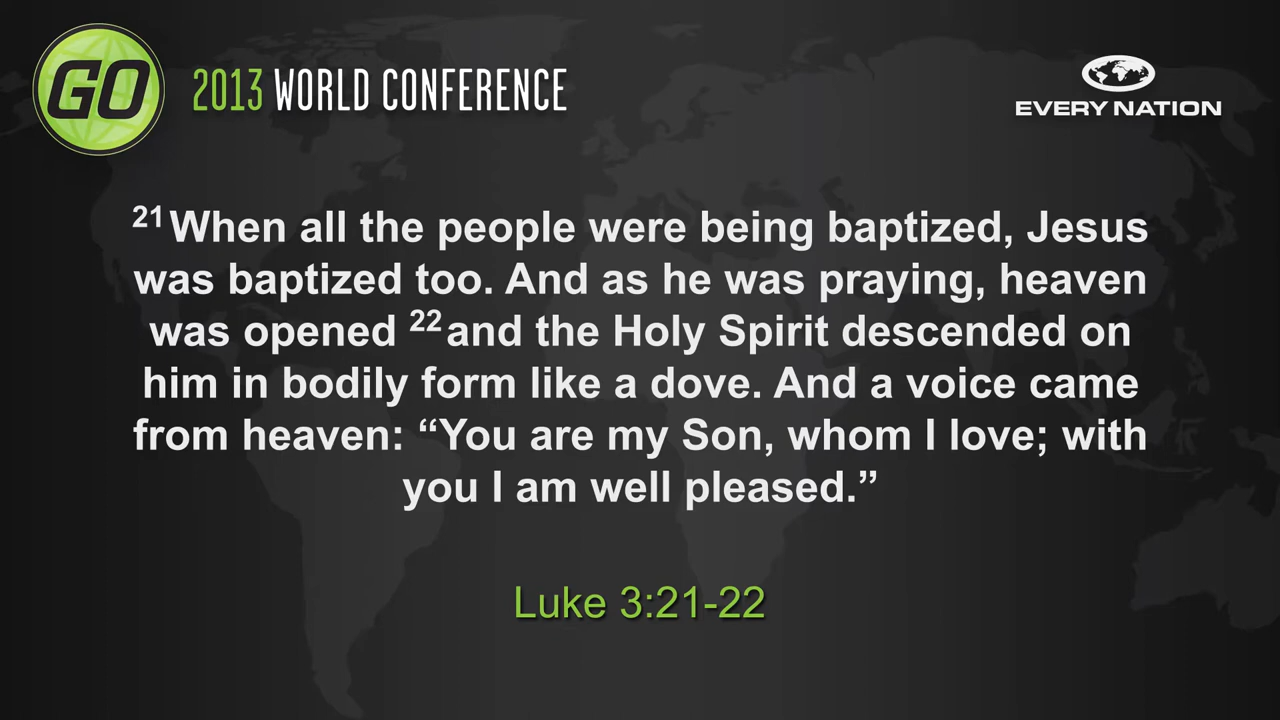 GO 2013 WORLD CONFERENCE
EVERY NATION
21 When all the people were being baptized, Jesus
was baptized too. And as he was praying, heaven
was opened 22 and the Holy Spirit descended on
him in bodily form like a dove. And a voice came
from heaven: “You are my Son, whom I love; with
you I am well pleased.”
Luke 3:21-22